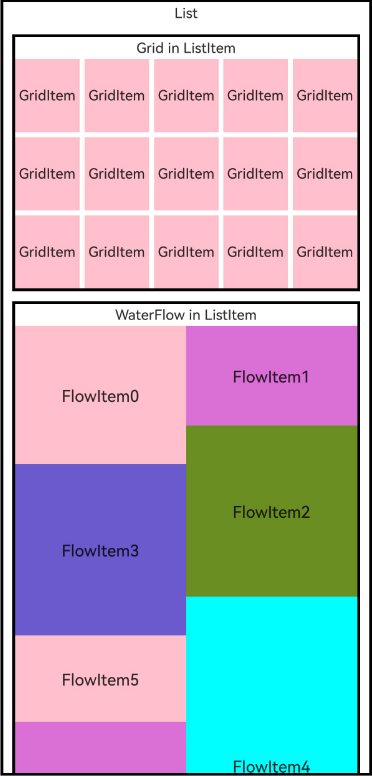 List
Grid in ListItem
GridItem GridItem GridItem GridItem GridItem
GridItem GridItem GridItem GridItem GridItem
GridItem GridItem GridItem GridItem GridItem
WaterFlow in ListItem
FlowItem0
FlowItem1
FlowItem2
FlowItem3
FlowItem5
FlowItem4